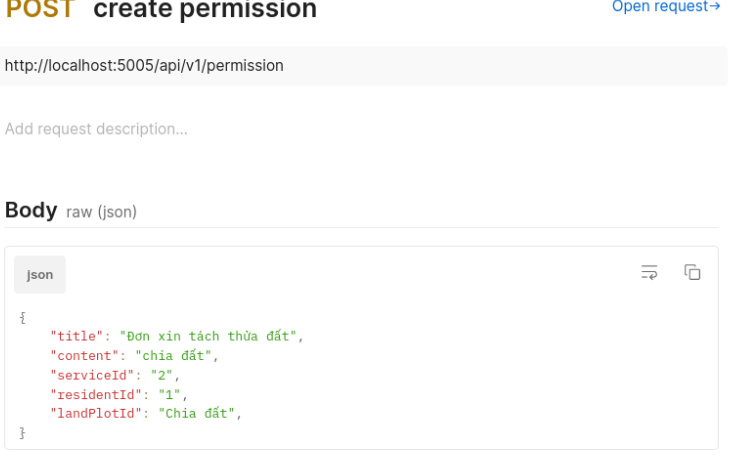 POST create permission
Open request→
http://localhost:5005/api/v1/permission
Add request description...
Body raw (json)
json
{
    "title": "Đơn xin tách thửa đất",
    "content": "chia đất",
    "serviceId": "2",
    "residentId": "1",
    "landPlotId": "Chia đất",
}